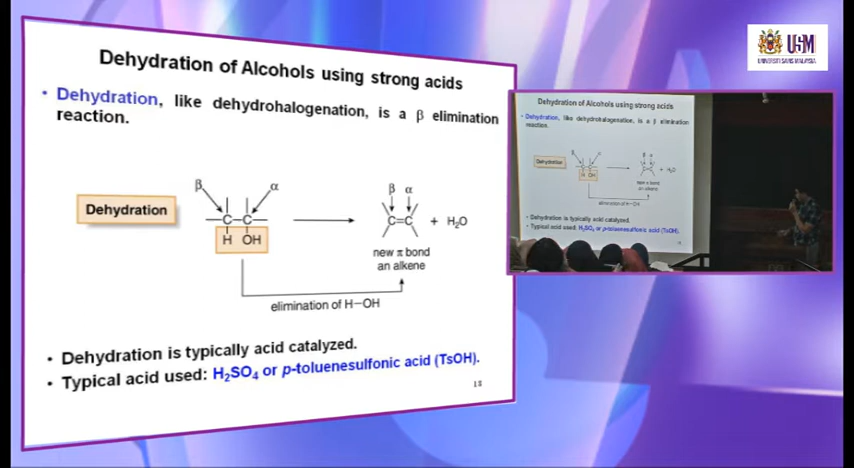 Dehydration of Alcohols using strong acids
• Dehydration, like dehydrohalogenation, is a β elimination
reaction.
β α
Dehydration
C-C
H OH
β α
C=C + H₂O
new π bond
an alkene
elimination of H-OH
• Dehydration is typically acid catalyzed.
• Typical acid used: H₂SO₄ or p-toluenesulfonic acid (TsOH).
18
USM
UNIVERSITI SAINS MALAYSIA
Dehydration of Alcohols using strong acids
• Dehydration, like dehydrohalogenation, is a β elimination
reaction.
Dehydration
H OH
β α
+ H₂O
new π bond
an alkene
elimination of H-OH
• Dehydration is typically acid catalyzed.
• Typical acid used: H₂SO₄ or p-toluenesulfonic acid (TsOH).